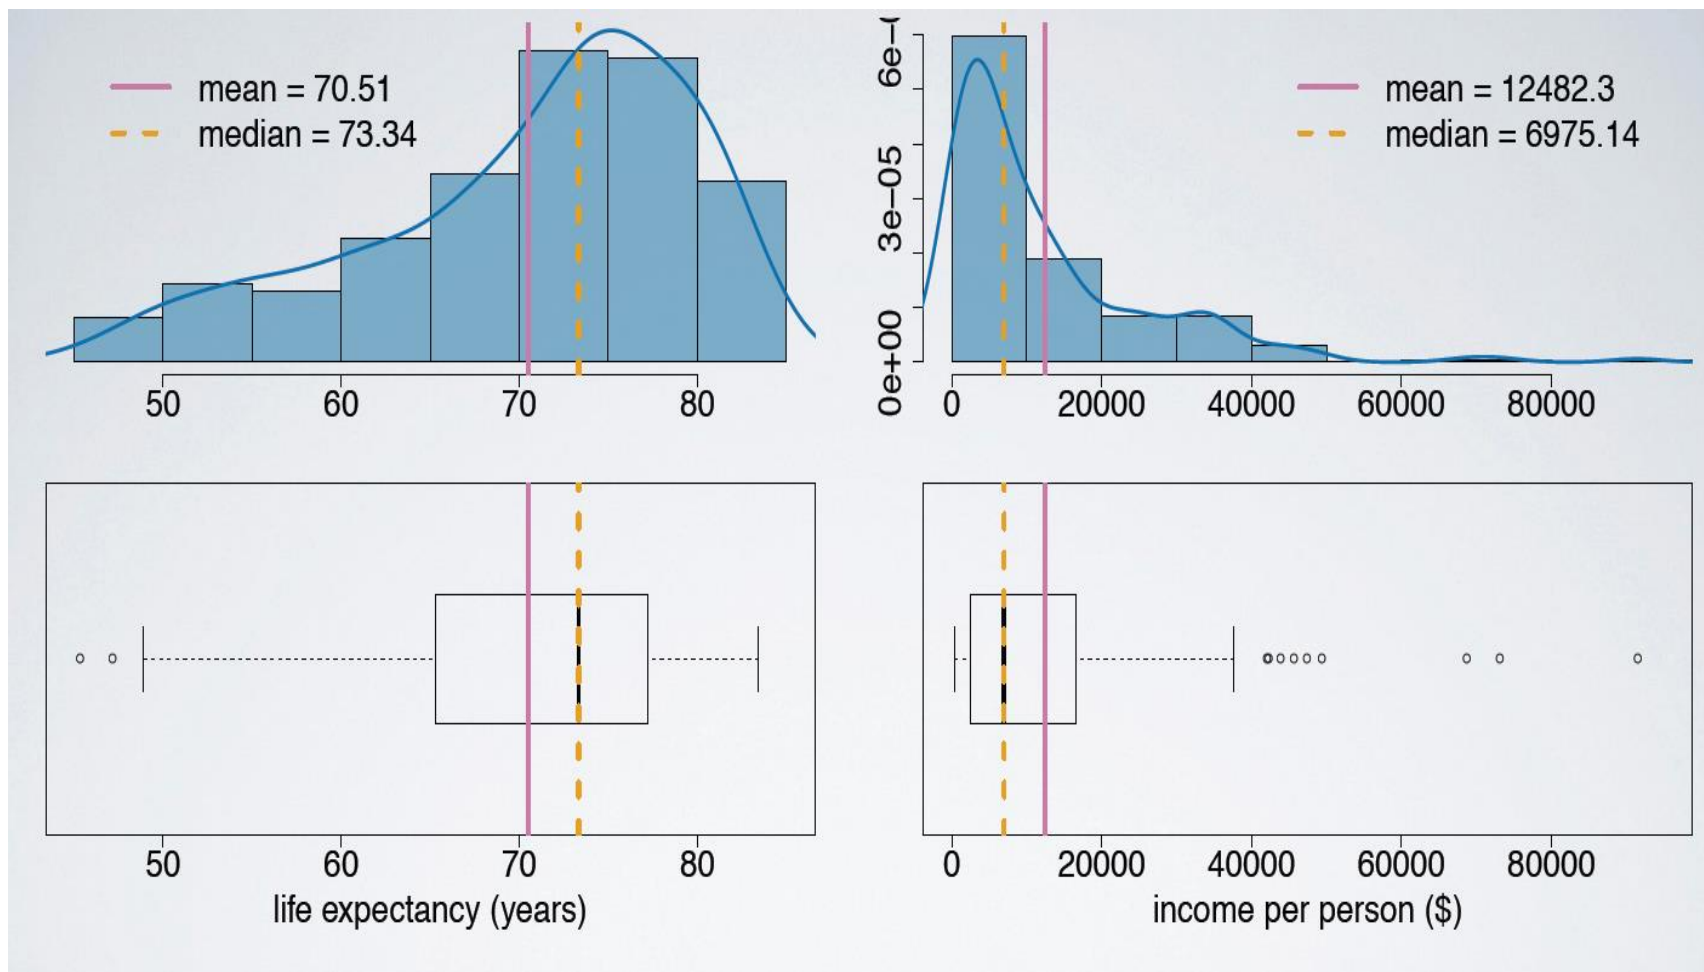 mean = 70.51
median = 73.34
50 60 70 80
mean = 12482.3
median = 6975.14
0e+00 3e−05
0 20000 40000 60000 80000
50 60 70 80
life expectancy (years)
0 20000 40000 60000 80000
income per person ($)